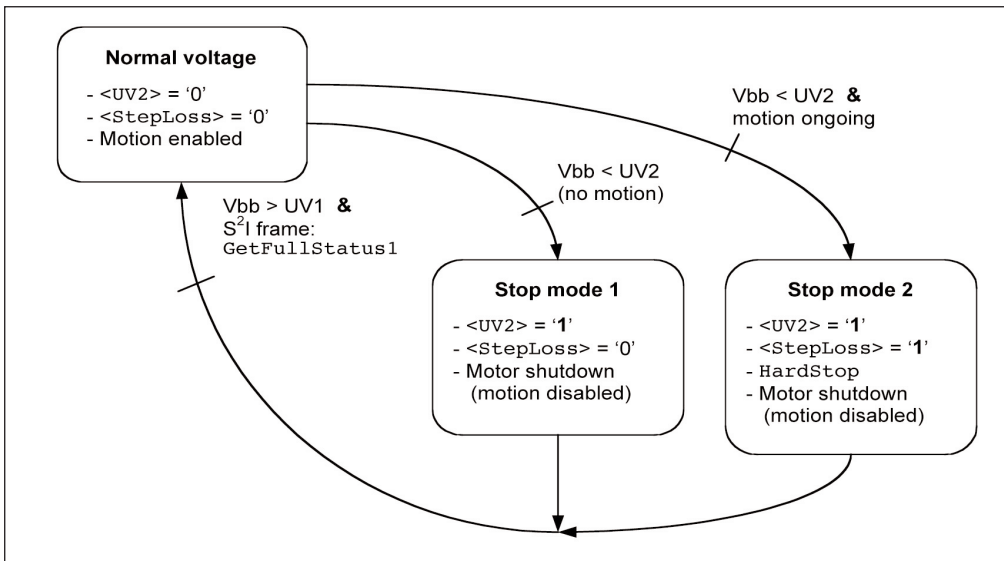 Normal voltage
- <UV2> = ‘0’
- <StepLoss> = ‘0’
- Motion enabled
Vbb < UV2 &
motion ongoing
Vbb < UV2
(no motion)
Vbb > UV1 &
S²I frame:
GetFullStatus1
Stop mode 1
- <UV2> = ‘1’
- <StepLoss> = ‘0’
- Motor shutdown
(motion disabled)
Stop mode 2
- <UV2> = ‘1’
- <StepLoss> = ‘1’
- HardStop
- Motor shutdown
(motion disabled)